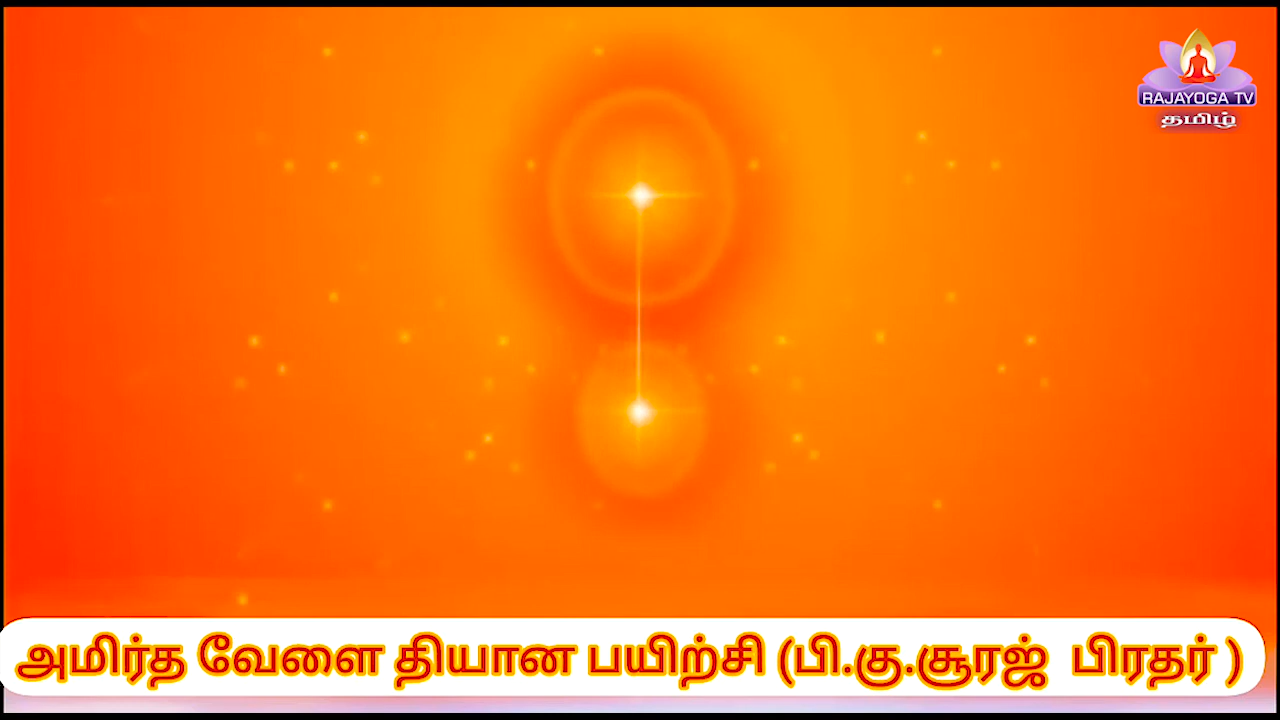 RAJAYOGA TV
தமிழ்
அமிர்த வேளை தியான பயிற்சி (பி.கு.சூரஜ் பிரதர் )